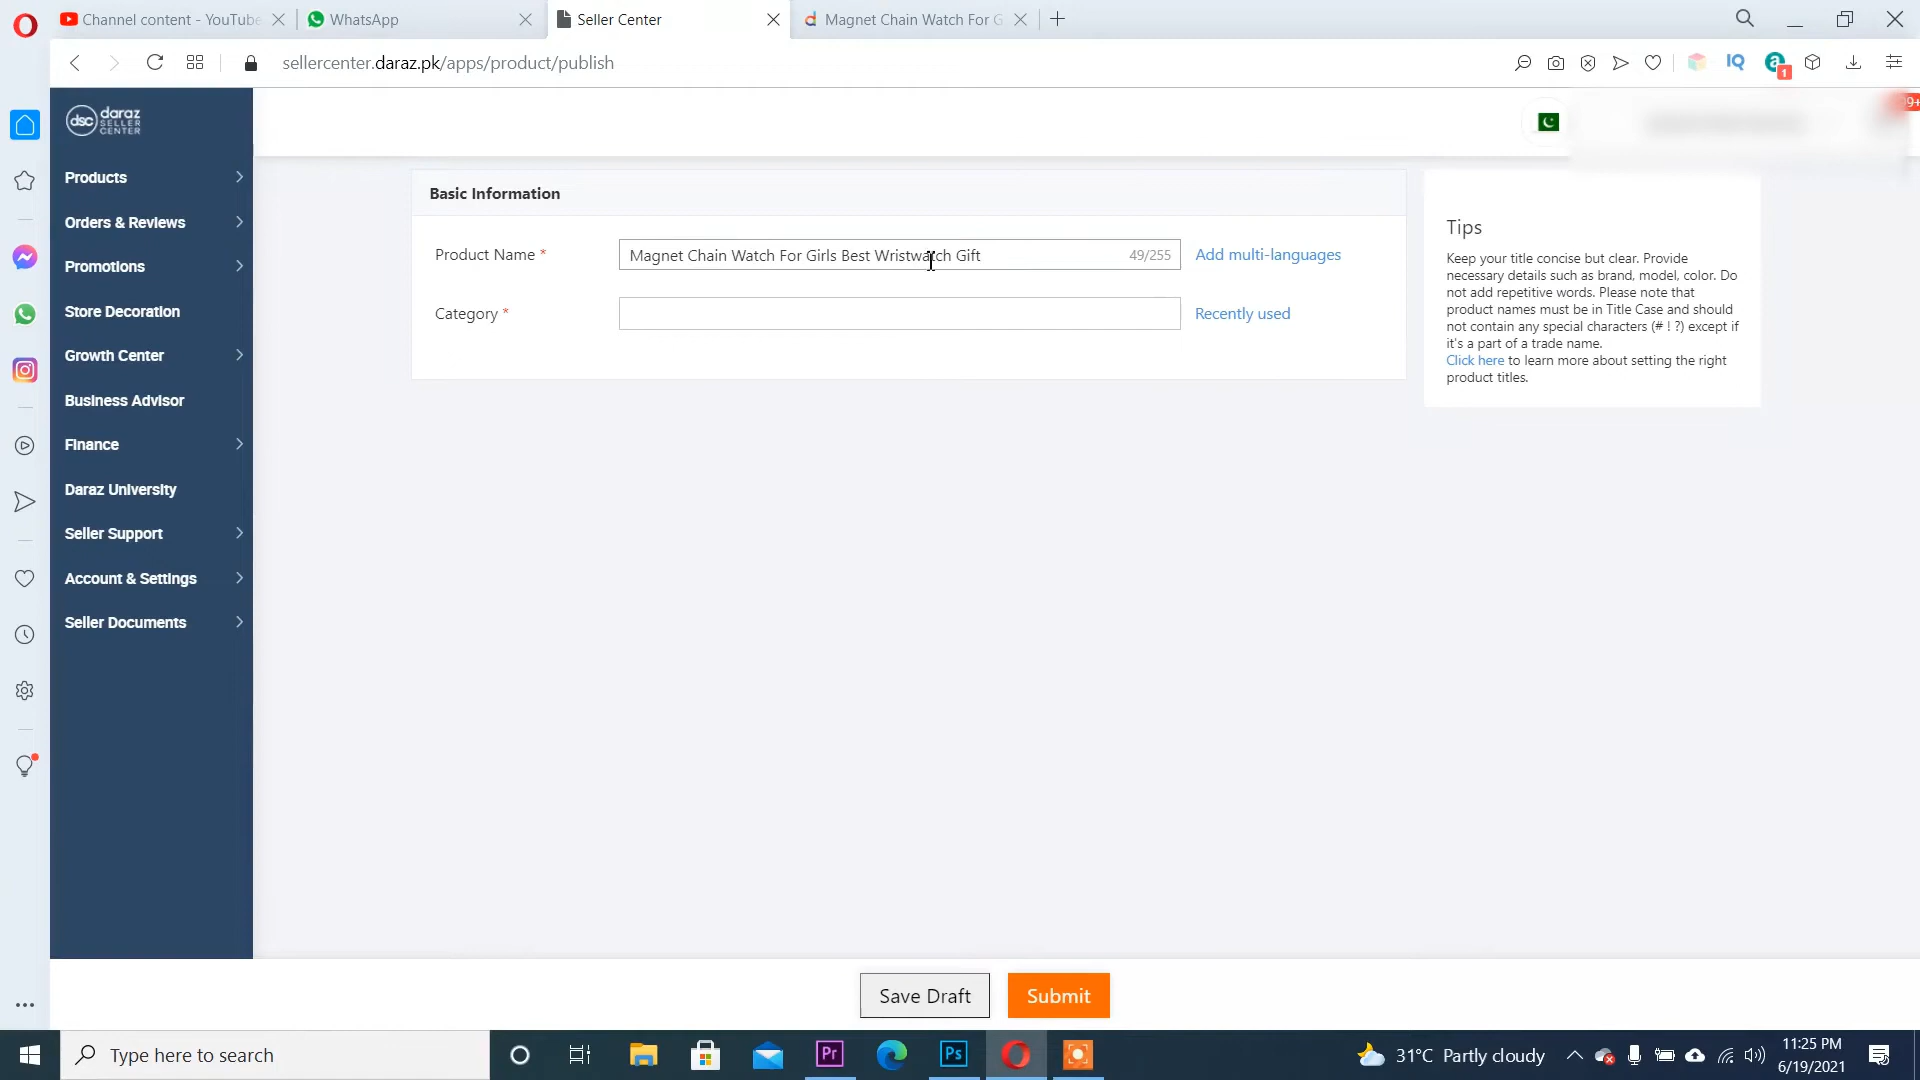 Channel content - YouTube
WhatsApp
Seller Center
Magnet Chain Watch For G
sellercenter.daraz.pk/apps/product/publish
IQ
a
1
dsc daraz
SELLER
CENTER
9+
Products
Orders & Reviews
Promotions
Store Decoration
Growth Center
Business Advisor
Finance
Daraz University
Seller Support
Account & Settings
Seller Documents
Basic Information
Product Name *
Magnet Chain Watch For Girls Best Wristwatch Gift
49/255
Add multi-languages
Category *
Recently used
Tips
Keep your title concise but clear. Provide
necessary details such as brand, model, color. Do
not add repetitive words. Please note that
product names must be in Title Case and should
not contain any special characters (# ! ?) except if
it's a part of a trade name.
Click here to learn more about setting the right
product titles.
Save Draft
Submit
Type here to search
Pr
Ps
31°C Partly cloudy
11:25 PM
6/19/2021